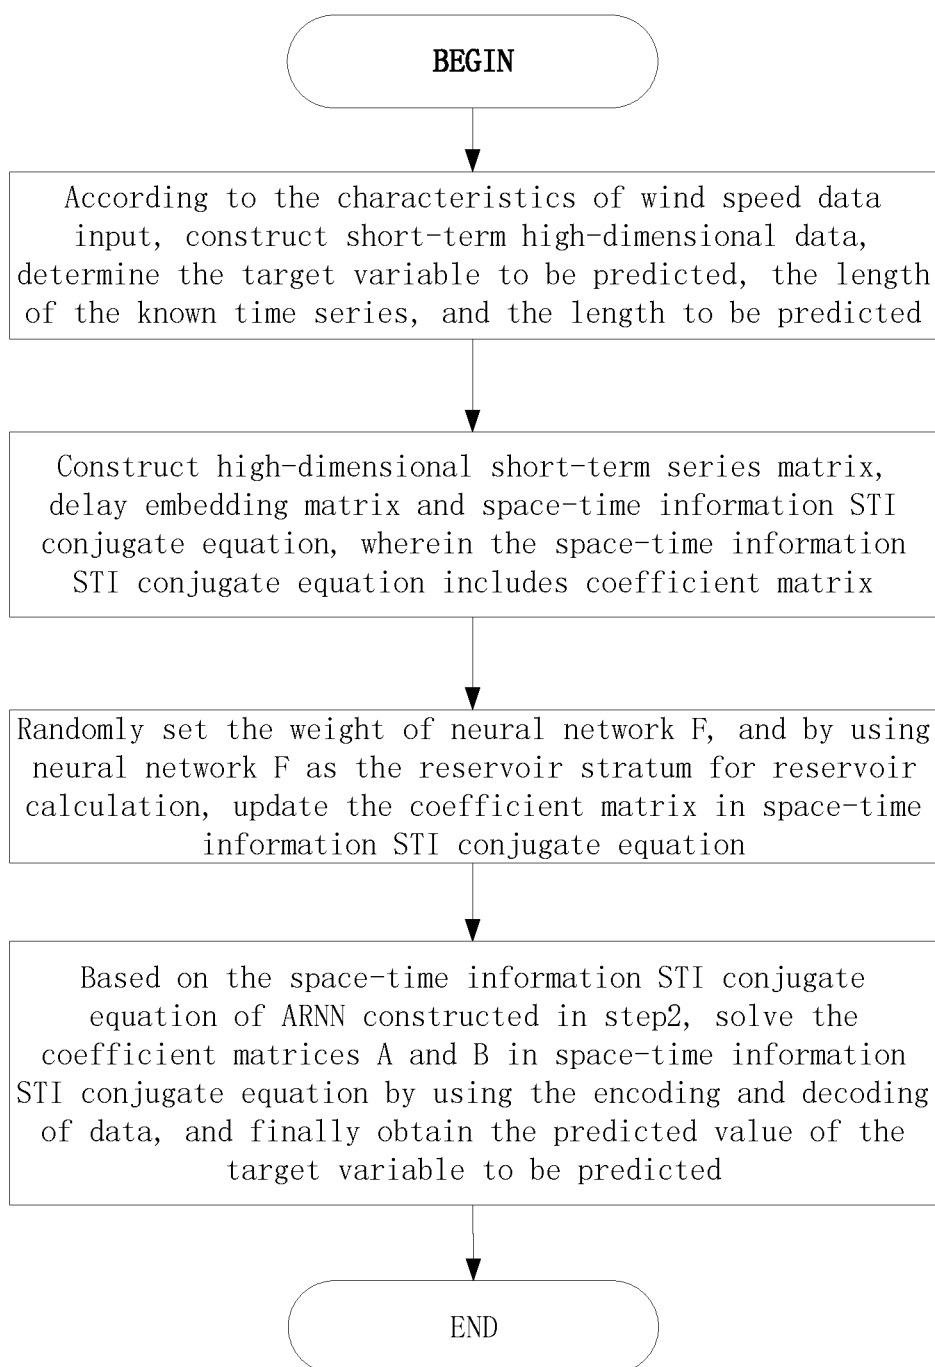 BEGIN
According to the characteristics of wind speed data
input, construct short-term high-dimensional data,
determine the target variable to be predicted, the length
of the known time series, and the length to be predicted
Construct high-dimensional short-term series matrix,
delay embedding matrix and space-time information STI
conjugate equation, wherein the space-time information
STI conjugate equation includes coefficient matrix
Randomly set the weight of neural network F, and by using
neural network F as the reservoir stratum for reservoir
calculation, update the coefficient matrix in space-time
information STI conjugate equation
Based on the space-time information STI conjugate
equation of ARNN constructed in step2, solve the
coefficient matrices A and B in space-time information
STI conjugate equation by using the encoding and decoding
of data, and finally obtain the predicted value of the
target variable to be predicted
END